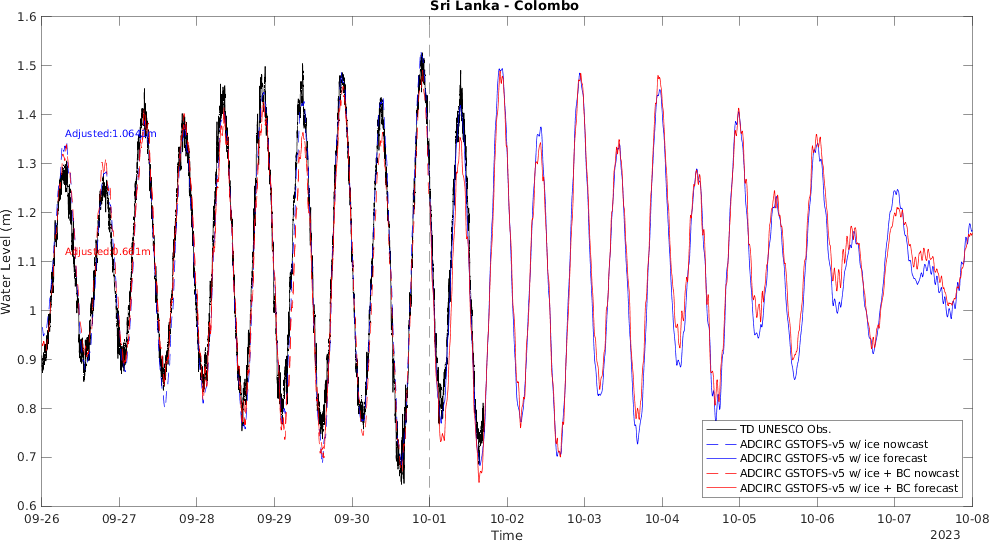 Sri Lanka - Colombo
1.6
1.5
1.4
1.3
1.2
1.1
1
0.9
0.8
0.7
0.6
Water Level (m)
Adjusted:0.661m
TD UNESCO Obs.
ADCIRC GSTOFS-v5 w/ ice nowcast
ADCIRC GSTOFS-v5 w/ ice forecast
ADCIRC GSTOFS-v5 w/ ice + BC nowcast
ADCIRC GSTOFS-v5 w/ ice + BC forecast
09-26 09-27 09-28 09-29 09-30 10-01 10-02 10-03 10-04 10-05 10-06 10-07 10-08
Time
2023